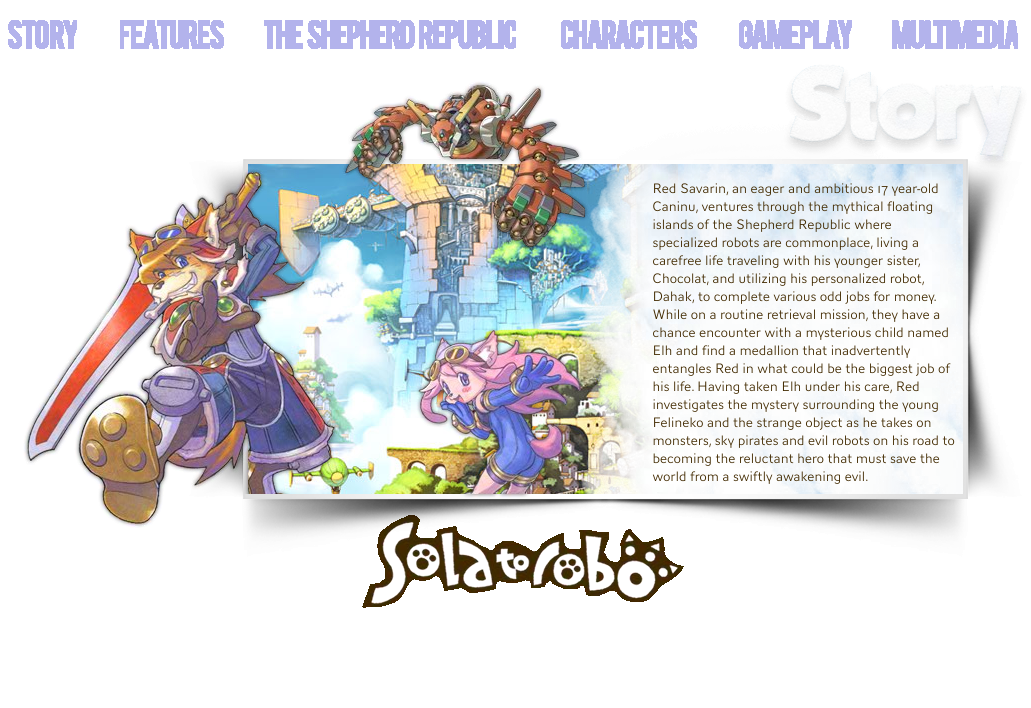 STORY FEATURES THE SHEPHERD REPUBLIC CHARACTERS GAMEPLAY MULTIMEDIA
Story
Red Savarin, an eager and ambitious 17 year-old
Caninu, ventures through the mythical floating
islands of the Shepherd Republic where
specialized robots are commonplace, living a
carefree life traveling with his younger sister,
Chocolat, and utilizing his personalized robot,
Dahak, to complete various odd jobs for money.
While on a routine retrieval mission, they have a
chance encounter with a mysterious child named
Elh and find a medallion that inadvertently
entangles Red in what could be the biggest job of
his life. Having taken Elh under his care, Red
investigates the mystery surrounding the young
Felineko and the strange object as he takes on
monsters, sky pirates and evil robots on his road to
becoming the reluctant hero that must save the
world from a swiftly awakening evil.
Solatorobo